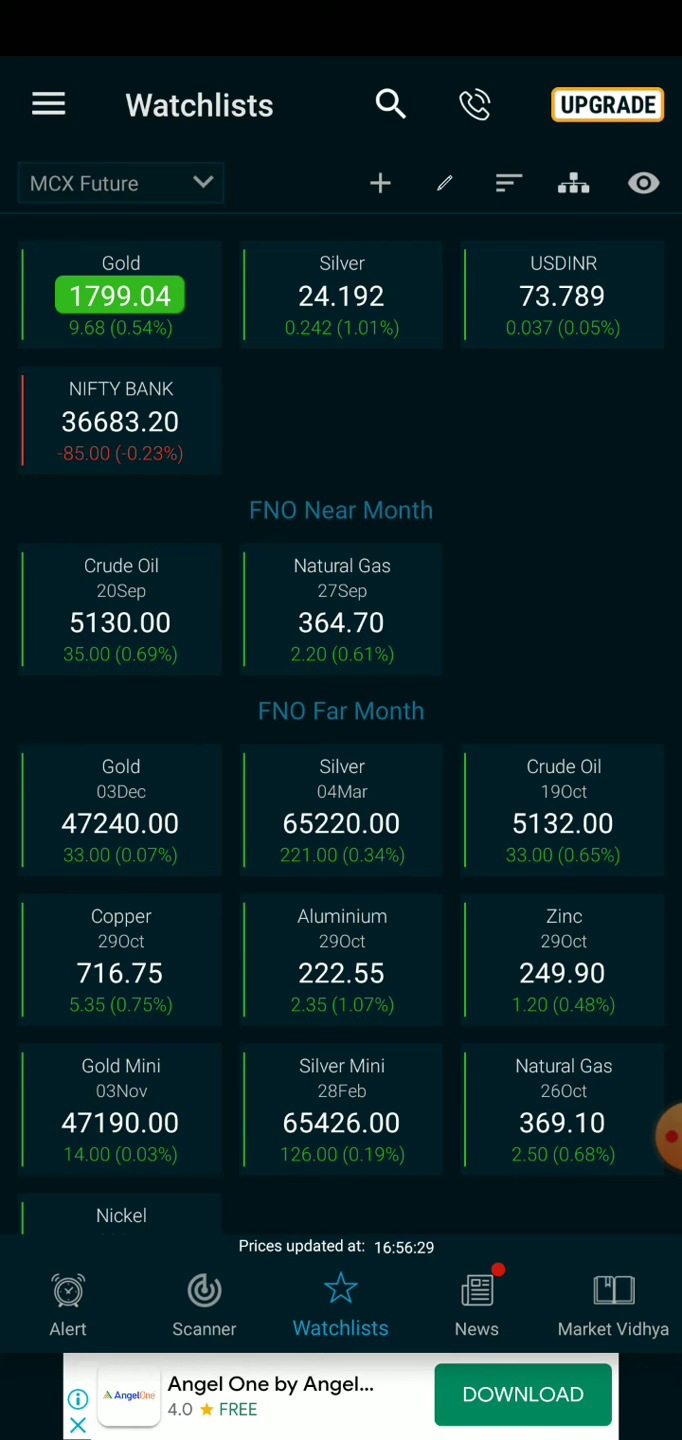 Watchlists
UPGRADE
MCX Future
Gold Silver USDINR
1799.04 24.192 73.789
9.68 (0.54%) 0.242 (1.01%) 0.037 (0.05%)
NIFTY BANK
36683.20
-85.00 (-0.23%)
FNO Near Month
Crude Oil Natural Gas
20Sep 27Sep
5130.00 364.70
35.00 (0.69%) 2.20 (0.61%)
FNO Far Month
Gold Silver Crude Oil
03Dec 04Mar 19Oct
47240.00 65220.00 5132.00
33.00 (0.07%) 221.00 (0.34%) 33.00 (0.65%)
Copper Aluminium Zinc
29Oct 29Oct 29Oct
716.75 222.55 249.90
5.35 (0.75%) 2.35 (1.07%) 1.20 (0.48%)
Gold Mini Silver Mini Natural Gas
03Nov 28Feb 26Oct
47190.00 65426.00 369.10
14.00 (0.03%) 126.00 (0.19%) 2.50 (0.68%)
Nickel
Prices updated at: 16:56:29
Alert Scanner Watchlists News Market Vidhya
AngelOne
Angel One by Angel...
4.0 ★ FREE
DOWNLOAD